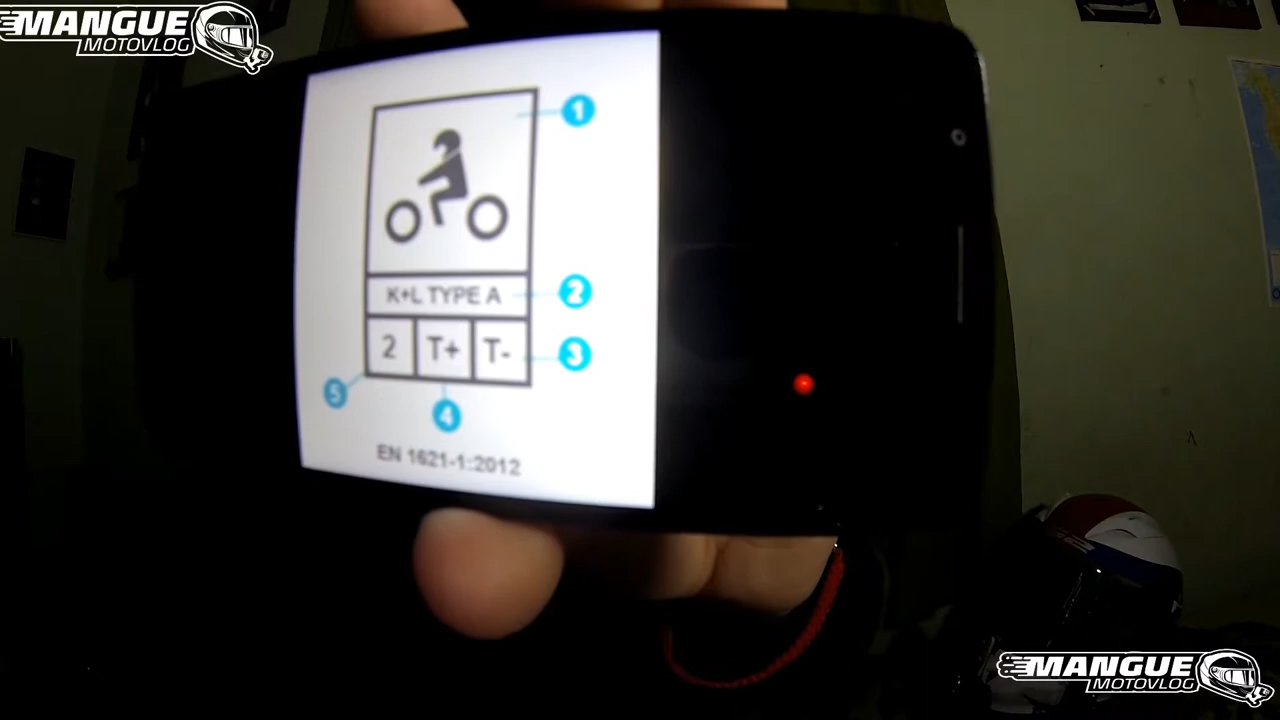 MANGUE
MOTOVLOG
1
K+L TYPE A
2
2 T+ T-
3
5
4
EN 1621-1:2012
MANGUE
MOTOVLOG